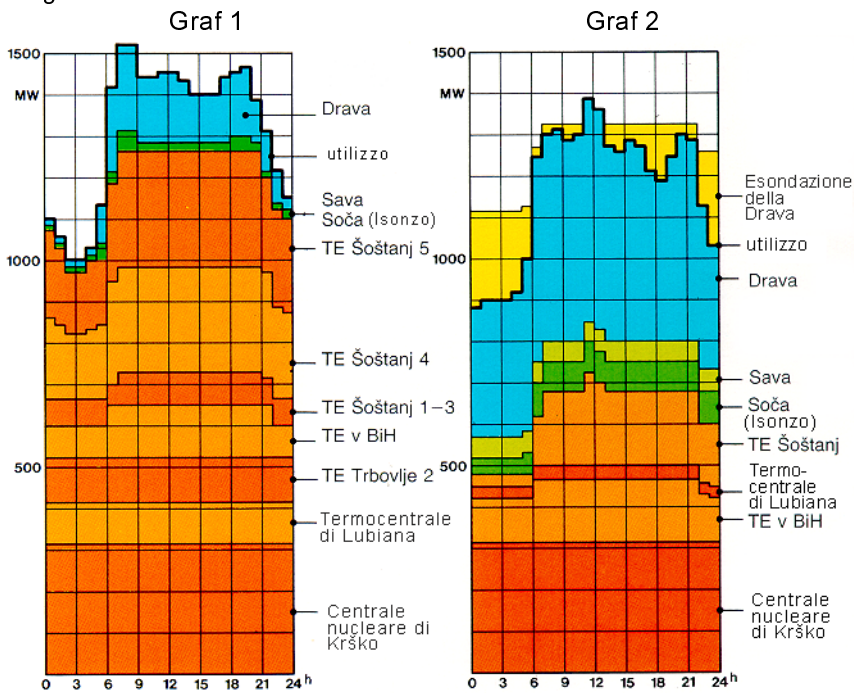 Graf 1
1500
MW
1000
500
0 3 6 9 12 15 18 21 24 h
Drava
utilizzo
Sava
Soča (Isonzo)
TE Šoštanj 5
TE Šoštanj 4
TE Šoštanj 1–3
TE v BiH
TE Trbovlje 2
Termocentrale
di Lubiana
Centrale
nucleare di
Krško
Graf 2
1500
MW
1000
500
0 3 6 9 12 15 18 21 24 h
Esondazione
della
Drava
utilizzo
Drava
Sava
Soča
(Isonzo)
TE Šoštanj
Termo-
centrale
di Lubiana
TE v BiH
Centrale
nucleare
di Krško